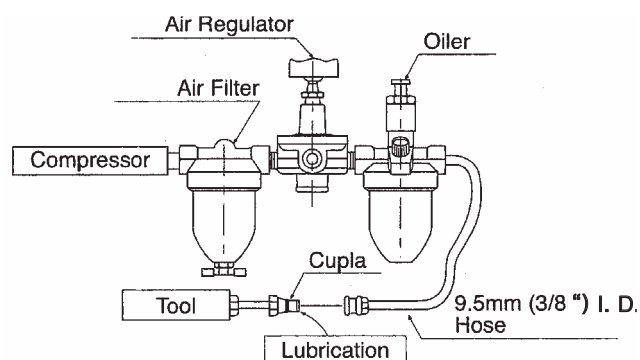 Air Regulator
Oiler
Air Filter
Compressor
Cupla
Tool
9.5mm (3/8 “) I. D.
Hose
Lubrication